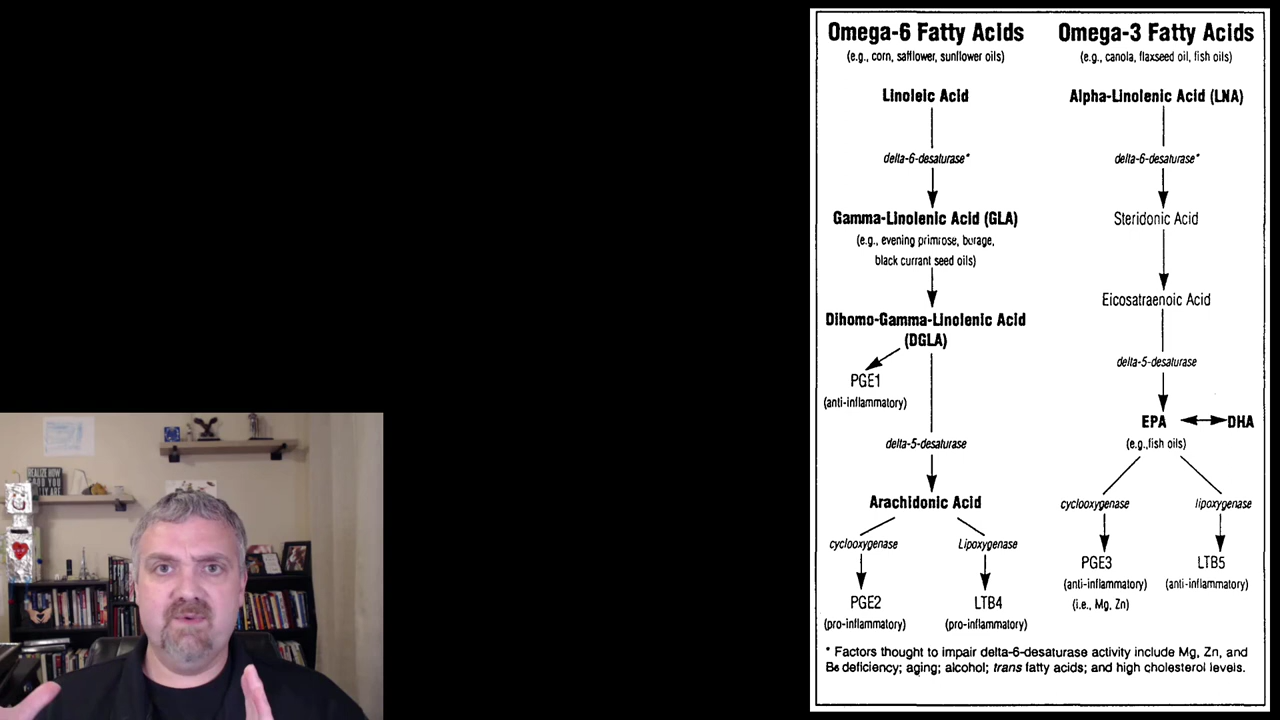 Omega-6 Fatty Acids
(e.g., corn, safflower, sunflower oils)
Linoleic Acid
delta-6-desaturase*
Gamma-Linolenic Acid (GLA)
(e.g., evening primrose, borage,
black currant seed oils)
Dihomo-Gamma-Linolenic Acid
(DGLA)
PGE1
(anti-inflammatory)
delta-5-desaturase
Arachidonic Acid
cyclooxygenase
Lipoxygenase
PGE2
(pro-inflammatory)
LTB4
(pro-inflammatory)
Omega-3 Fatty Acids
(e.g., canola, flaxseed oil, fish oils)
Alpha-Linolenic Acid (LNA)
delta-6-desaturase*
Steridonic Acid
Eicosatraenoic Acid
delta-5-desaturase
EPA
DHA
(e.g.,fish oils)
cyclooxygenase
lipoxygenase
PGE3
(anti-inflammatory)
(i.e., Mg, Zn)
LTB5
(anti-inflammatory)
* Factors thought to impair delta-6-desaturase activity include Mg, Zn, and
B6 deficiency; aging; alcohol; trans fatty acids; and high cholesterol levels.
REALIZE HOW
GOOD YOU